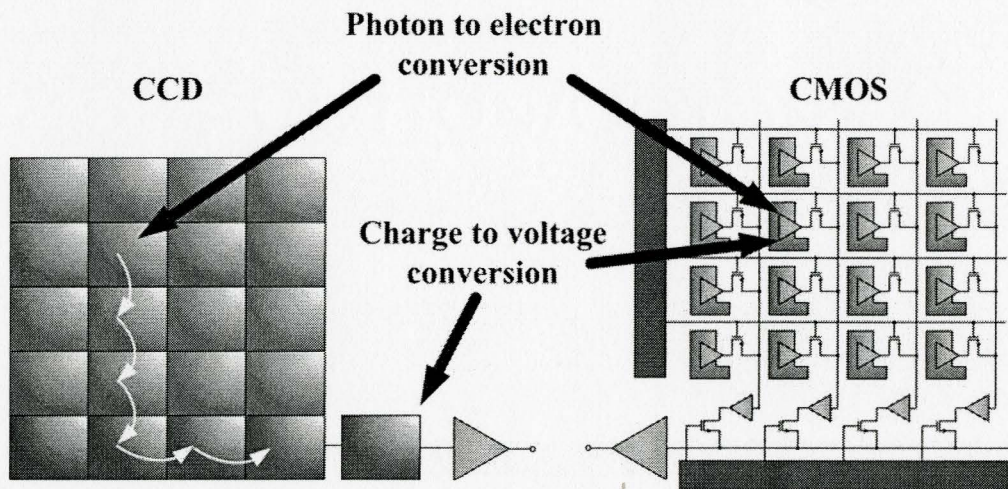 Photon to electron
conversion
CCD
CMOS
Charge to voltage
conversion